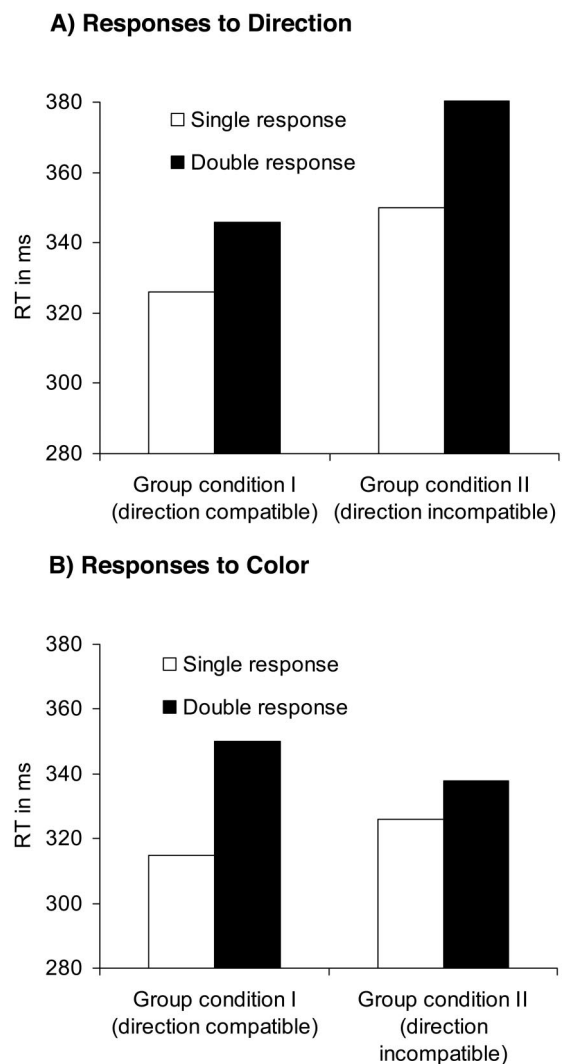 A) Responses to Direction
380
360
340
320
300
280
RT in ms
Single response
Double response
Group condition I
(direction compatible)
Group condition II
(direction incompatible)
B) Responses to Color
380
360
340
320
300
280
RT in ms
Single response
Double response
Group condition I
(direction compatible)
Group condition II
(direction
incompatible)